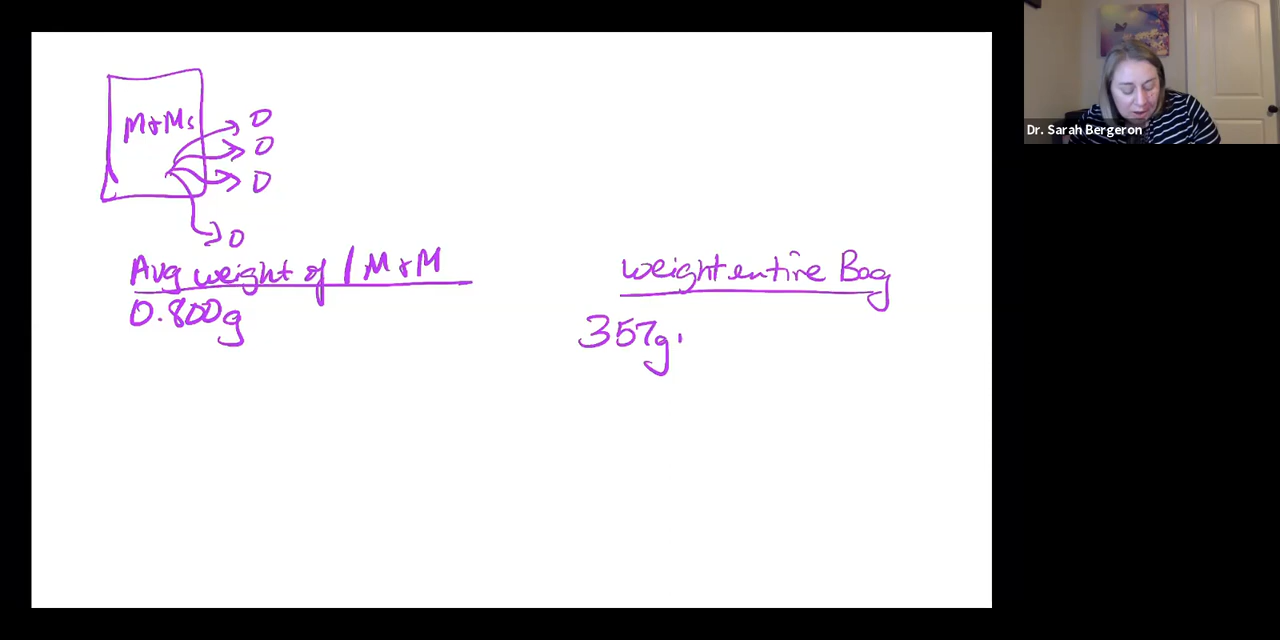 M+Ms
Avg weight of 1 M+M
0.800g
weight entire Bag
357g.
Dr. Sarah Bergeron